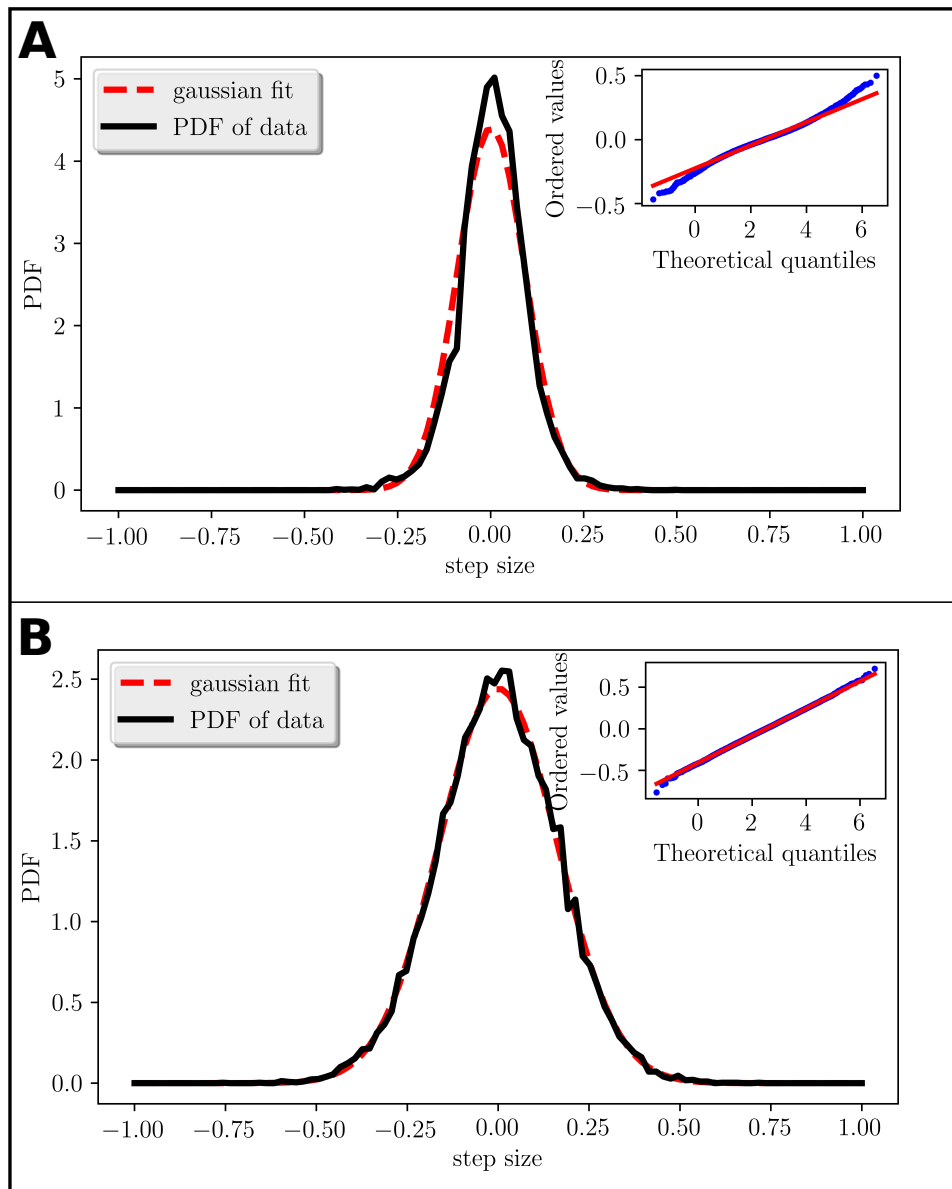 A
gaussian fit
PDF of data
5
4
3
2
1
0
PDF
−1.00 −0.75 −0.50 −0.25 0.00 0.25 0.50 0.75 1.00
step size
Ordered values
0.5
0.0
−0.5
0 2 4 6
Theoretical quantiles
B
gaussian fit
PDF of data
2.5
2.0
1.5
1.0
0.5
0.0
PDF
−1.00 −0.75 −0.50 −0.25 0.00 0.25 0.50 0.75 1.00
step size
Ordered values
0.5
0.0
−0.5
0 2 4 6
Theoretical quantiles